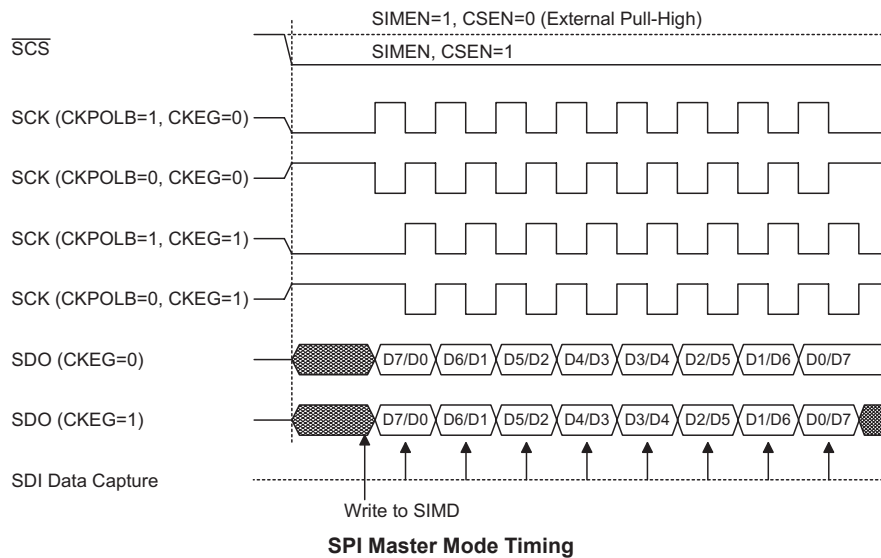 SIMEN=1, CSEN=0 (External Pull-High)
SCS
SIMEN, CSEN=1
SCK (CKPOLB=1, CKEG=0)
SCK (CKPOLB=0, CKEG=0)
SCK (CKPOLB=1, CKEG=1)
SCK (CKPOLB=0, CKEG=1)
SDO (CKEG=0) D7/D0 D6/D1 D5/D2 D4/D3 D3/D4 D2/D5 D1/D6 D0/D7
SDO (CKEG=1) D7/D0 D6/D1 D5/D2 D4/D3 D3/D4 D2/D5 D1/D6 D0/D7
SDI Data Capture
Write to SIMD
SPI Master Mode Timing